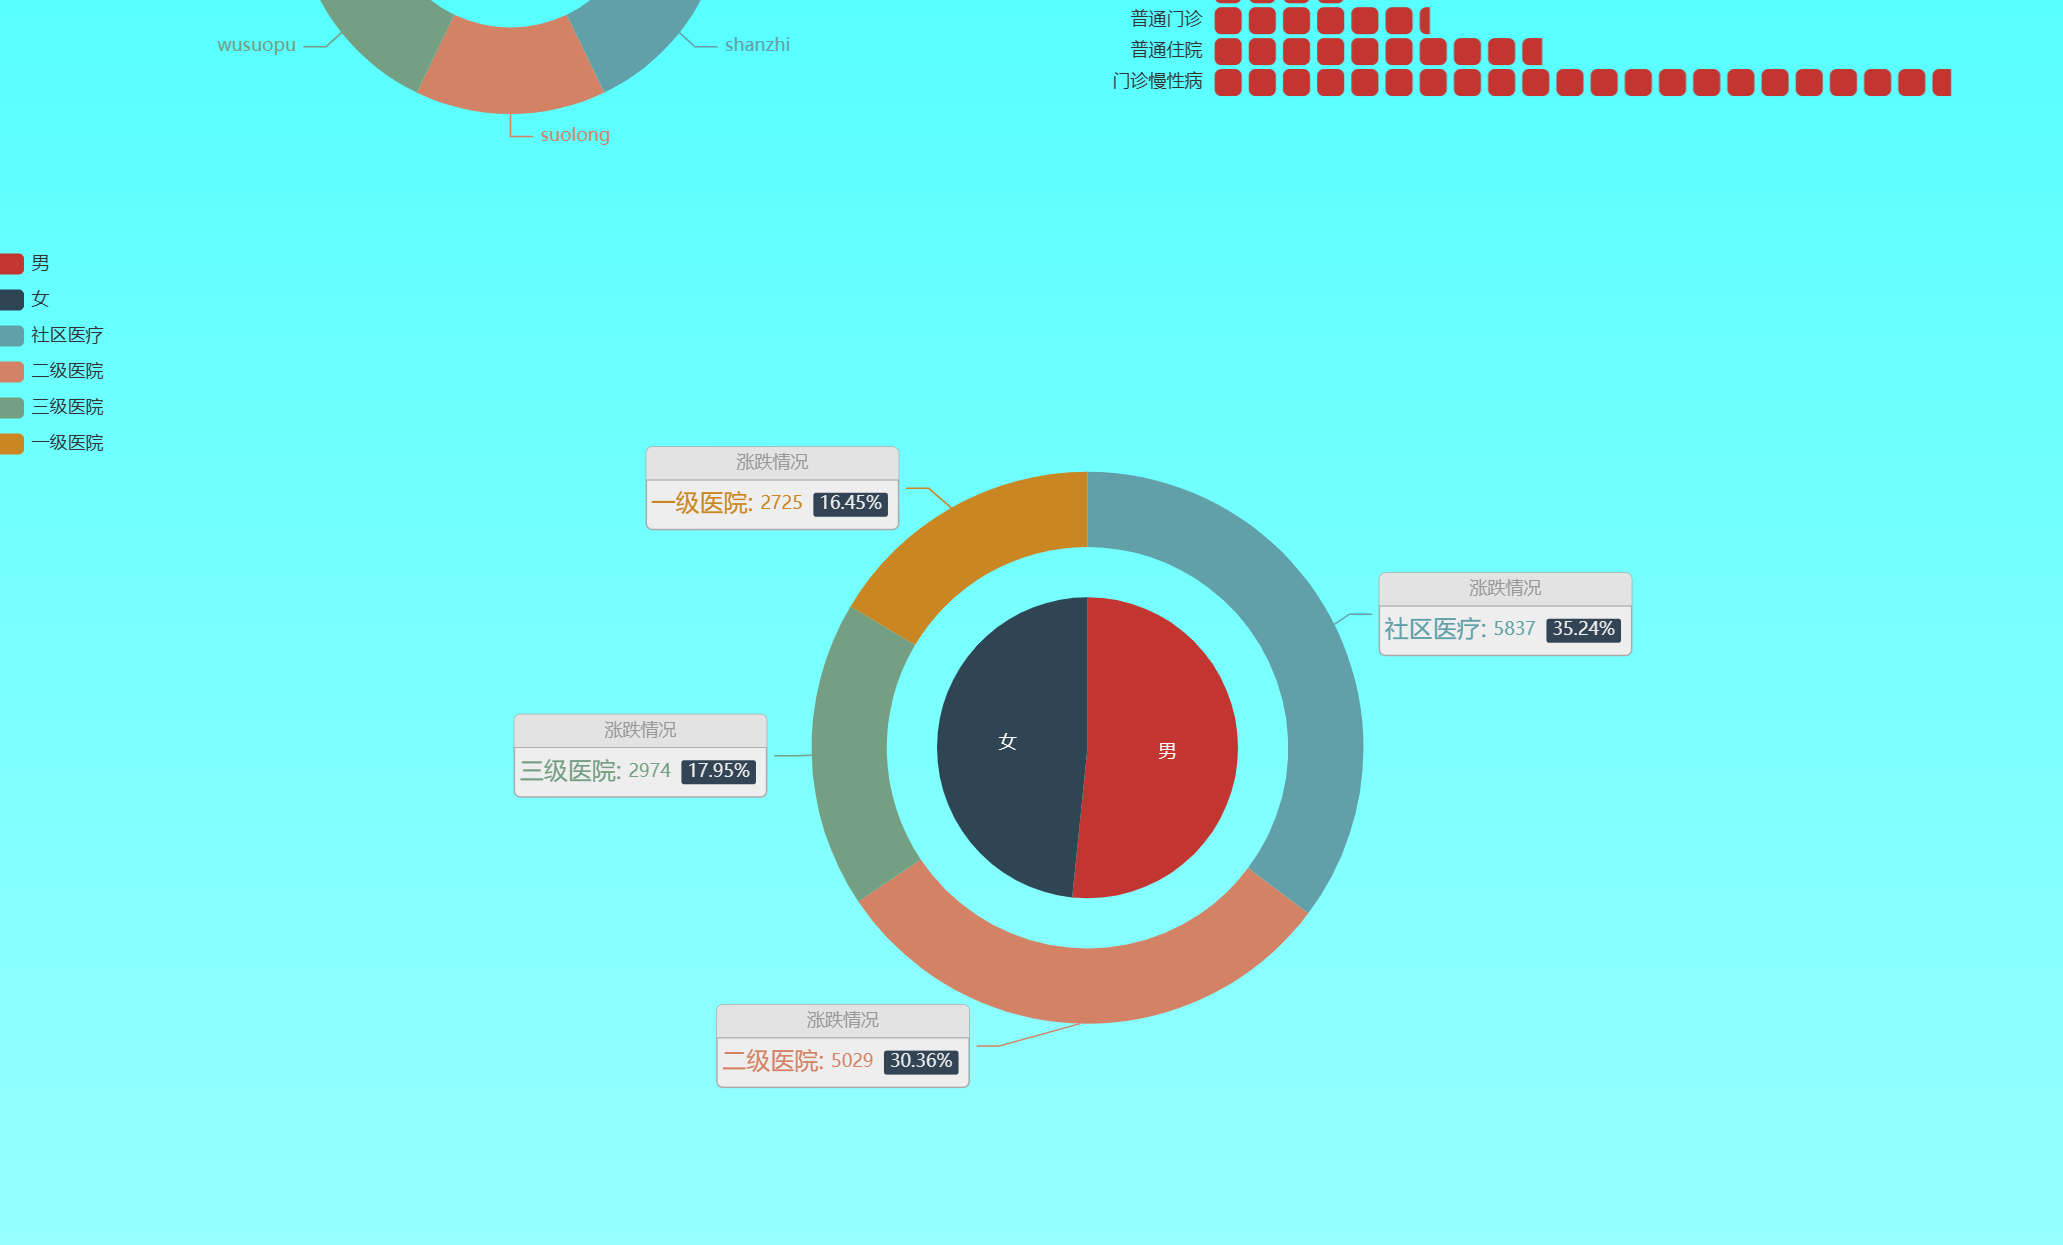 普通门诊
wusuopu
shanzhi
普通住院
门诊慢性病
suolong
男
女
社区医疗
二级医院
三级医院
一级医院
涨跌情况
一级医院: 2725 16.45%
涨跌情况
社区医疗: 5837 35.24%
女
男
涨跌情况
三级医院: 2974 17.95%
涨跌情况
二级医院: 5029 30.36%